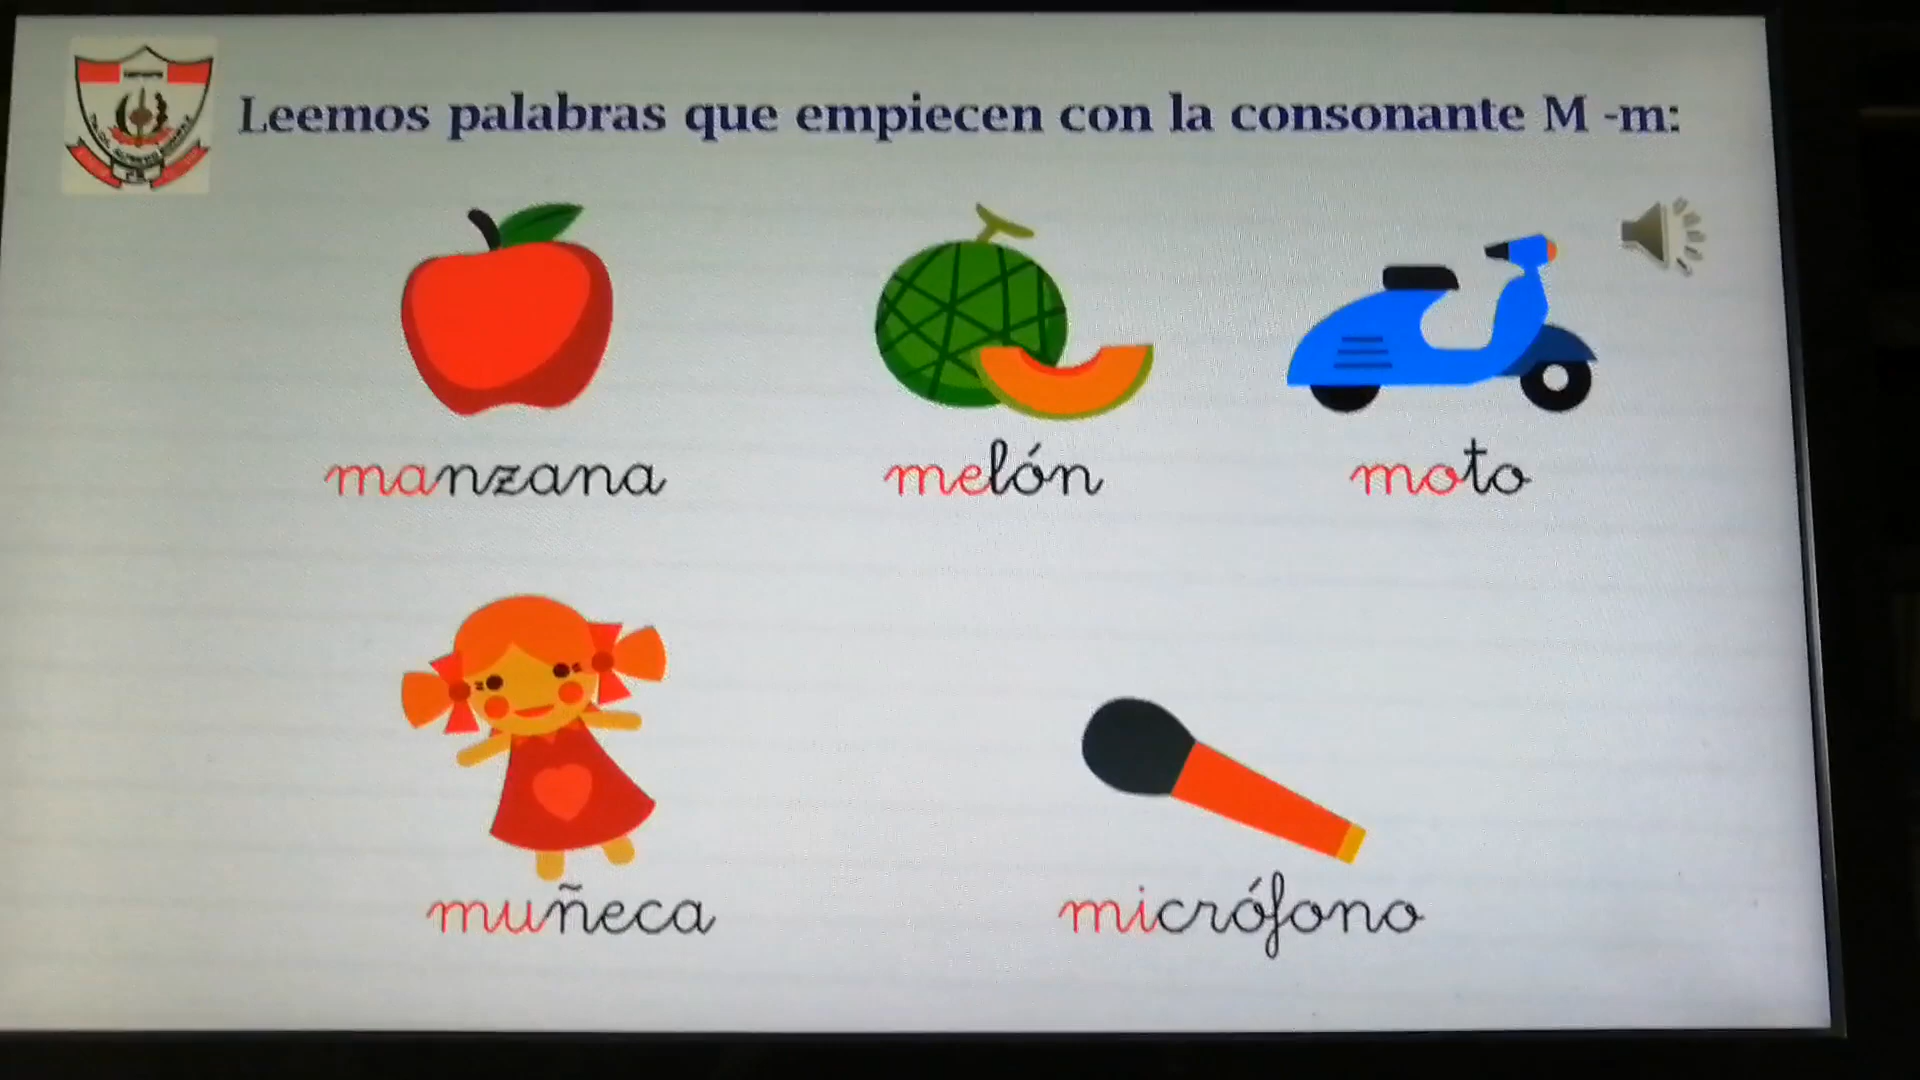 Leemos palabras que empiecen con la consonante M -m:
manzana melón moto
muñeca micrófono